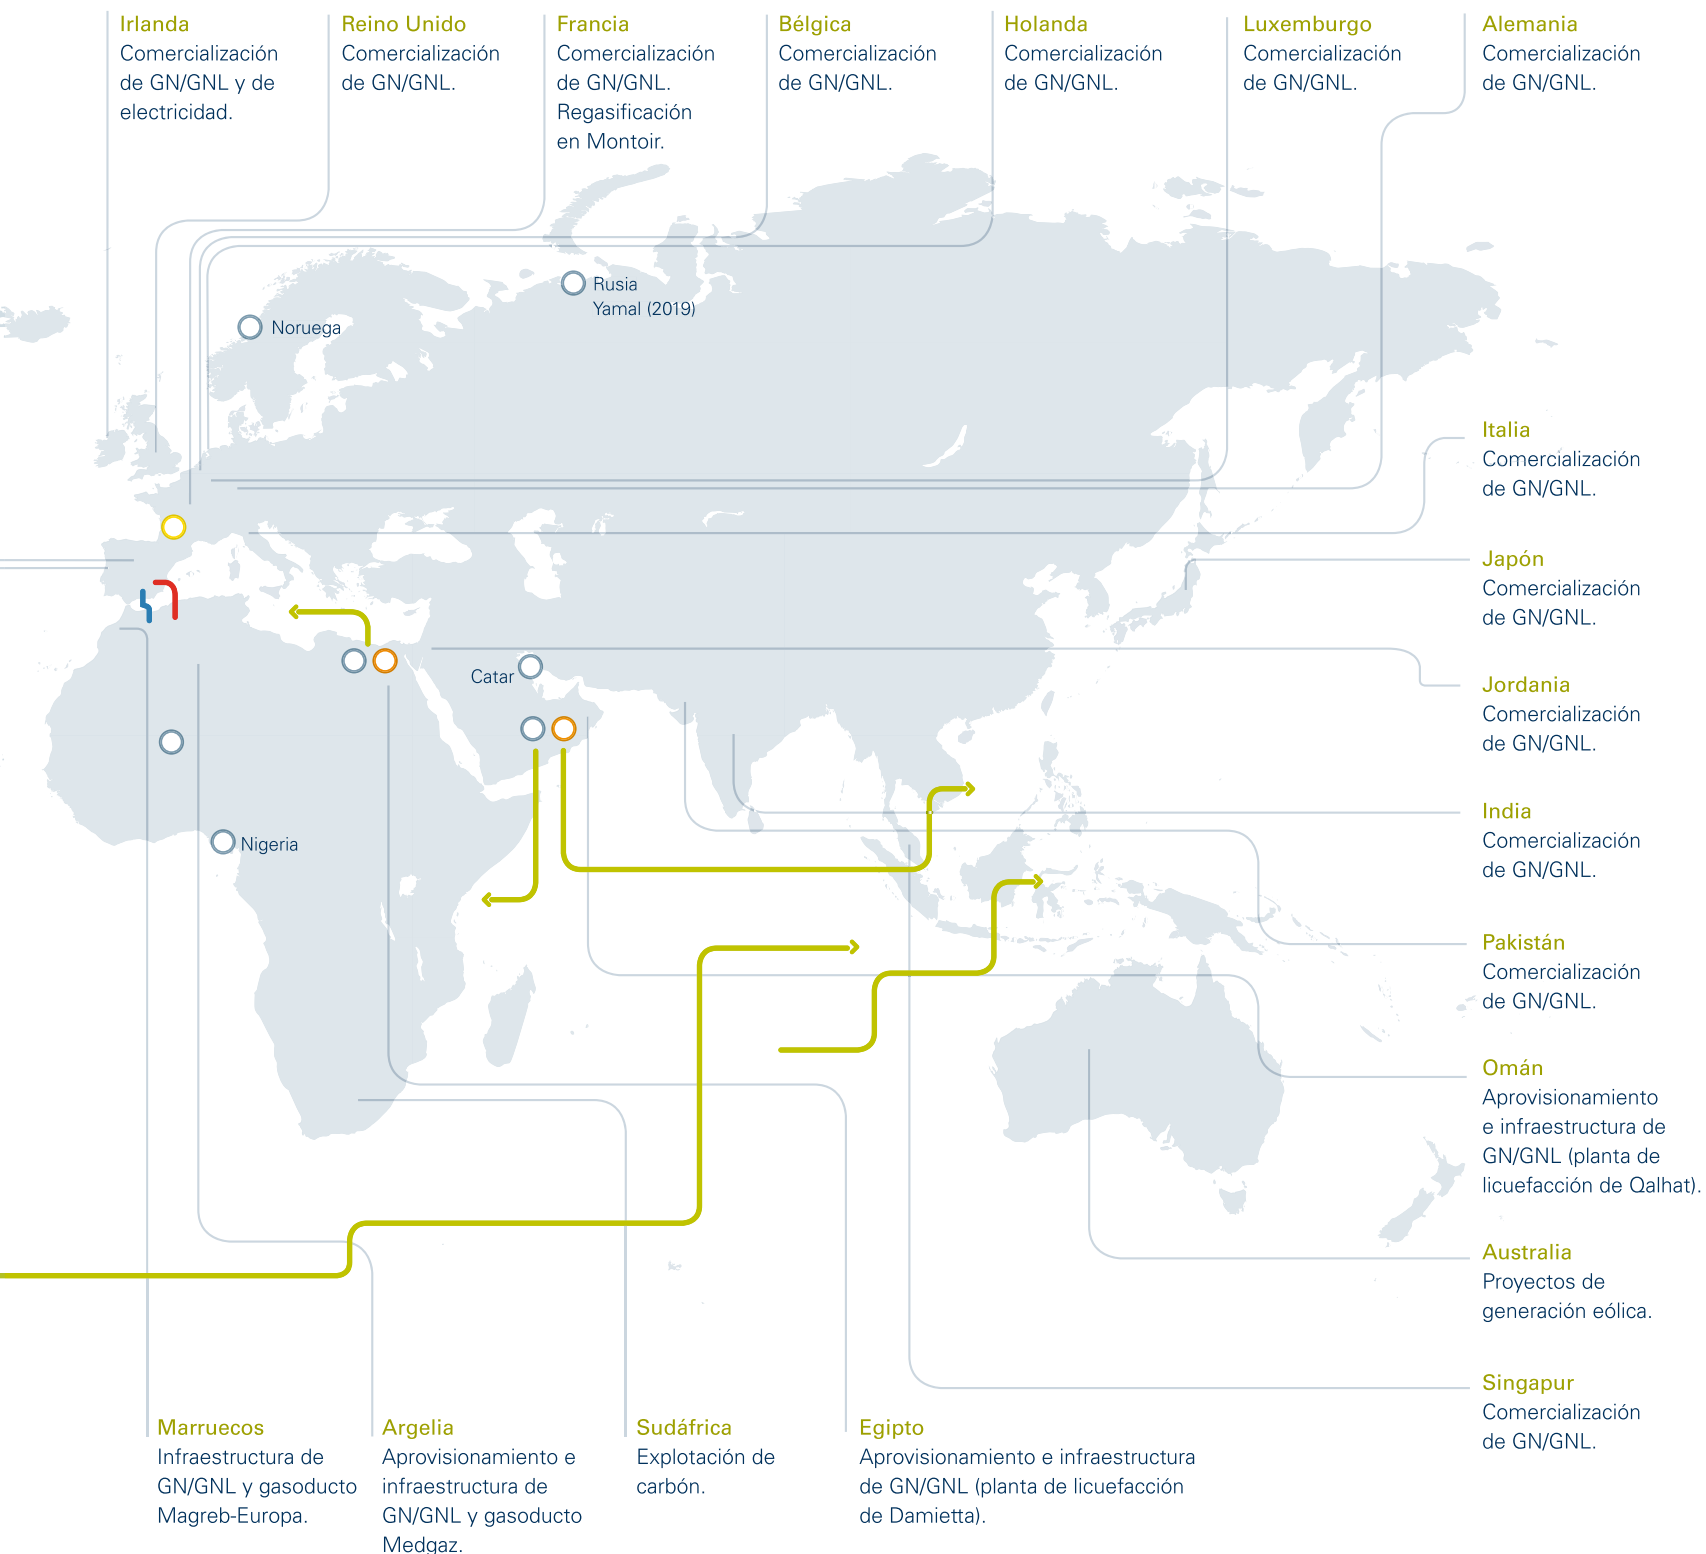 Irlanda
Comercialización
de GN/GNL y de
electricidad.
Reino Unido
Comercialización
de GN/GNL.
Francia
Comercialización
de GN/GNL.
Regasificación
en Montoir.
Bélgica
Comercialización
de GN/GNL.
Holanda
Comercialización
de GN/GNL.
Luxemburgo
Comercialización
de GN/GNL.
Alemania
Comercialización
de GN/GNL.
Rusia
Yamal (2019)
Noruega
Italia
Comercialización
de GN/GNL.
Japón
Comercialización
de GN/GNL.
Catar
Jordania
Comercialización
de GN/GNL.
India
Comercialización
de GN/GNL.
Nigeria
Pakistán
Comercialización
de GN/GNL.
Omán
Aprovisionamiento
e infraestructura de
GN/GNL (planta de
licuefacción de Qalhat).
Australia
Proyectos de
generación eólica.
Singapur
Comercialización
de GN/GNL.
Marruecos
Infraestructura de
GN/GNL y gasoducto
Magreb-Europa.
Argelia
Aprovisionamiento e
infraestructura de
GN/GNL y gasoducto
Medgaz.
Sudáfrica
Explotación de
carbón.
Egipto
Aprovisionamiento e infraestructura
de GN/GNL (planta de licuefacción
de Damietta).